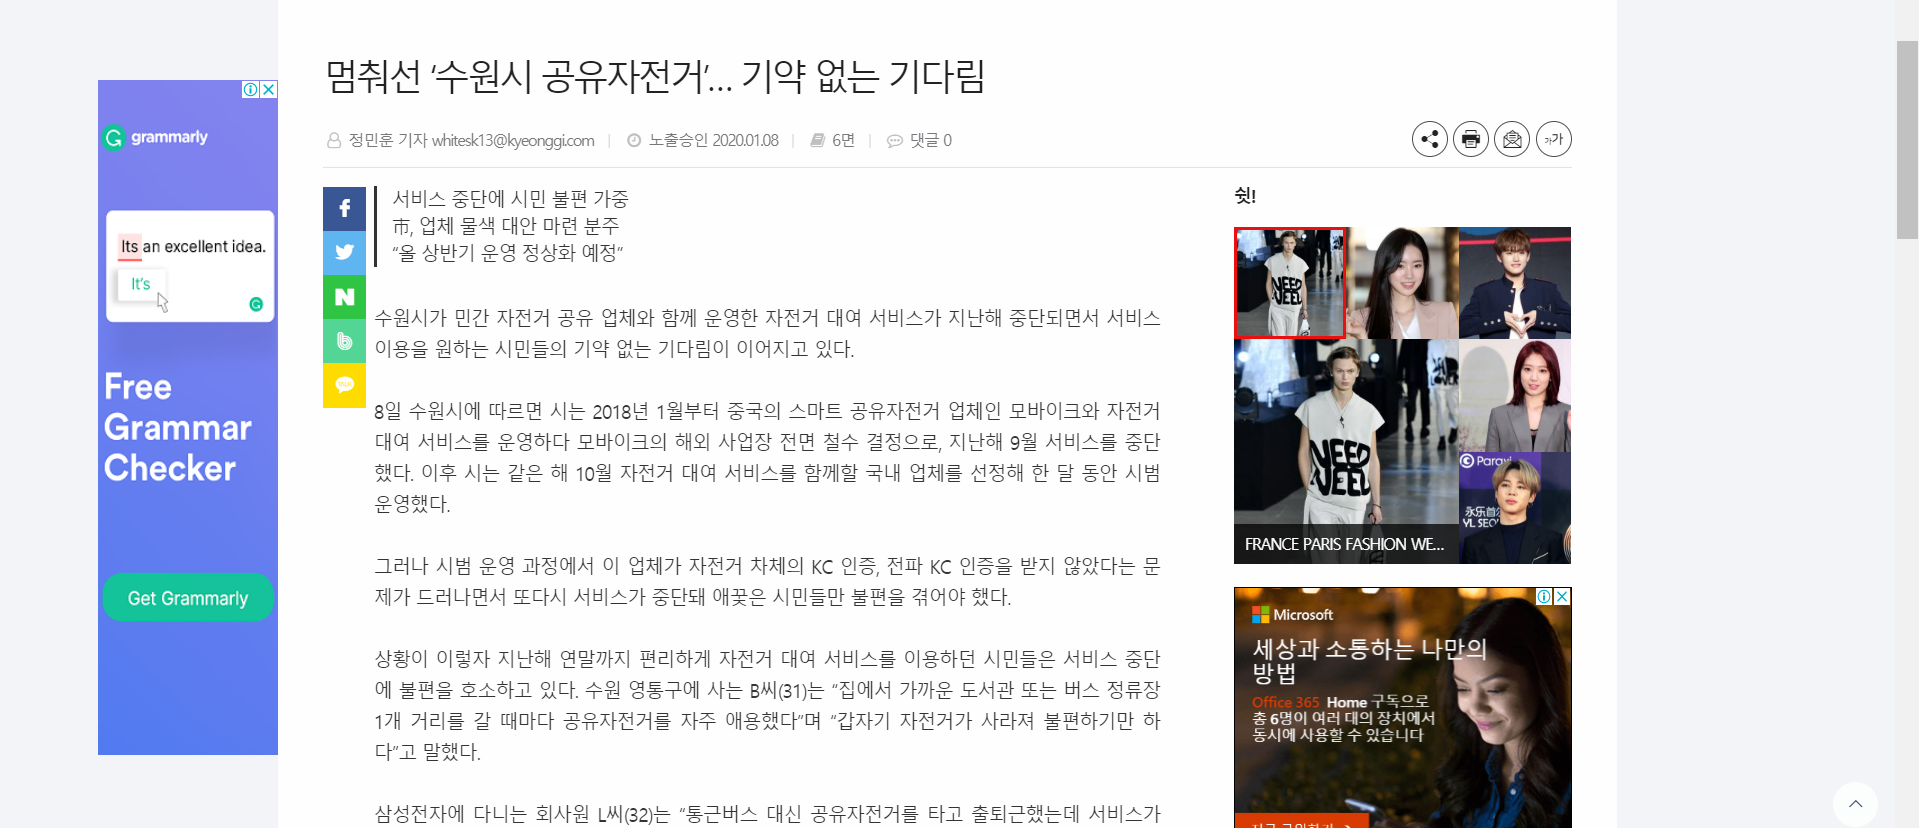 멈춰선 ‘수원시 공유자전거’… 기약 없는 기다림
정민훈 기자 whitesk13@kyeonggi.com
노출승인 2020.01.08
6면
댓글 0
가가
서비스 중단에 시민 불편 가중
市, 업체 물색 대안 마련 분주
“올 상반기 운영 정상화 예정”
수원시가 민간 자전거 공유 업체와 함께 운영한 자전거 대여 서비스가 지난해 중단되면서 서비스
이용을 원하는 시민들의 기약 없는 기다림이 이어지고 있다.
8일 수원시에 따르면 시는 2018년 1월부터 중국의 스마트 공유자전거 업체인 모바이크와 자전거
대여 서비스를 운영하다 모바이크의 해외 사업장 전면 철수 결정으로, 지난해 9월 서비스를 중단
했다. 이후 시는 같은 해 10월 자전거 대여 서비스를 함께할 국내 업체를 선정해 한 달 동안 시범
운영했다.
그러나 시범 운영 과정에서 이 업체가 자전거 차체의 KC 인증, 전파 KC 인증을 받지 않았다는 문
제가 드러나면서 또다시 서비스가 중단돼 애꿎은 시민들만 불편을 겪어야 했다.
상황이 이렇자 지난해 연말까지 편리하게 자전거 대여 서비스를 이용하던 시민들은 서비스 중단
에 불편을 호소하고 있다. 수원 영통구에 사는 B씨(31)는 “집에서 가까운 도서관 또는 버스 정류장
1개 거리를 갈 때마다 공유자전거를 자주 애용했다”며 “갑자기 자전거가 사라져 불편하기만 하
다”고 말했다.
삼성전자에 다니는 회사원 L씨(32)는 “통근버스 대신 공유자전거를 타고 출퇴근했는데 서비스가
grammarly
Its an excellent idea.
It's
Free
Grammar
Checker
Get Grammarly
쉿!
NEED
NEED
FRANCE PARIS FASHION WE...
永乐首
YL SEO
Microsoft
세상과 소통하는 나만의
방법
Office 365 Home 구독으로
총 6명이 여러 대의 장치에서
동시에 사용할 수 있습니다